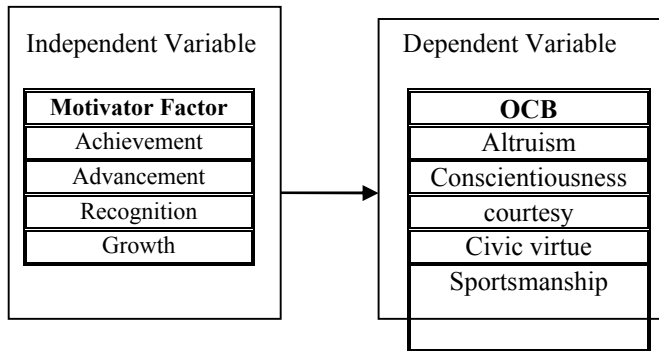 Independent Variable
Motivator Factor
Achievement
Advancement
Recognition
Growth
Dependent Variable
OCB
Altruism
Conscientiousness
courtesy
Civic virtue
Sportsmanship